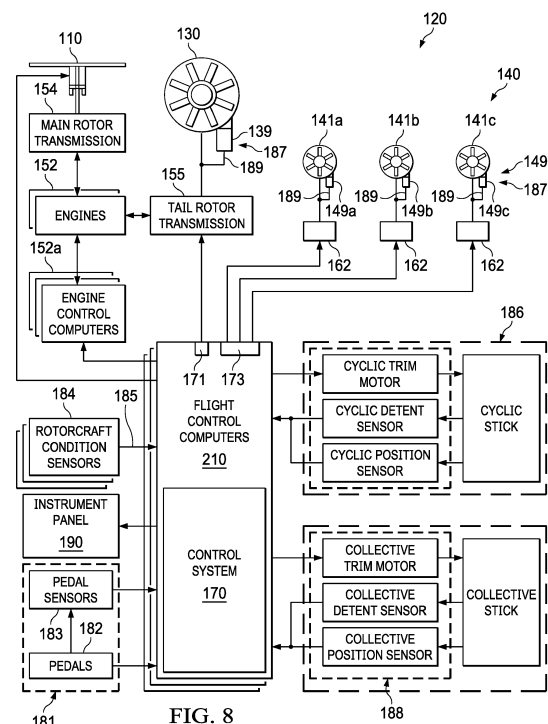 120
110
130
140
154
141a
141b
141c
MAIN ROTOR
TRANSMISSION
139
187
189
149
187
152
155
189
149a
189
149b
189
149c
ENGINES
TAIL ROTOR
TRANSMISSION
152a
162
162
162
ENGINE
CONTROL
COMPUTERS
186
171
173
CYCLIC TRIM
MOTOR
184
185
FLIGHT
CONTROL
COMPUTERS
210
CYCLIC DETENT
SENSOR
CYCLIC
STICK
ROTORCRAFT
CONDITION
SENSORS
CYCLIC
POSITION SENSOR
INSTRUMENT
PANEL
190
CONTROL
SYSTEM
170
COLLECTIVE
TRIM MOTOR
PEDAL
SENSORS
183
182
COLLECTIVE
DETENT SENSOR
COLLECTIVE
STICK
PEDALS
COLLECTIVE
POSITION SENSOR
181
188
FIG. 8